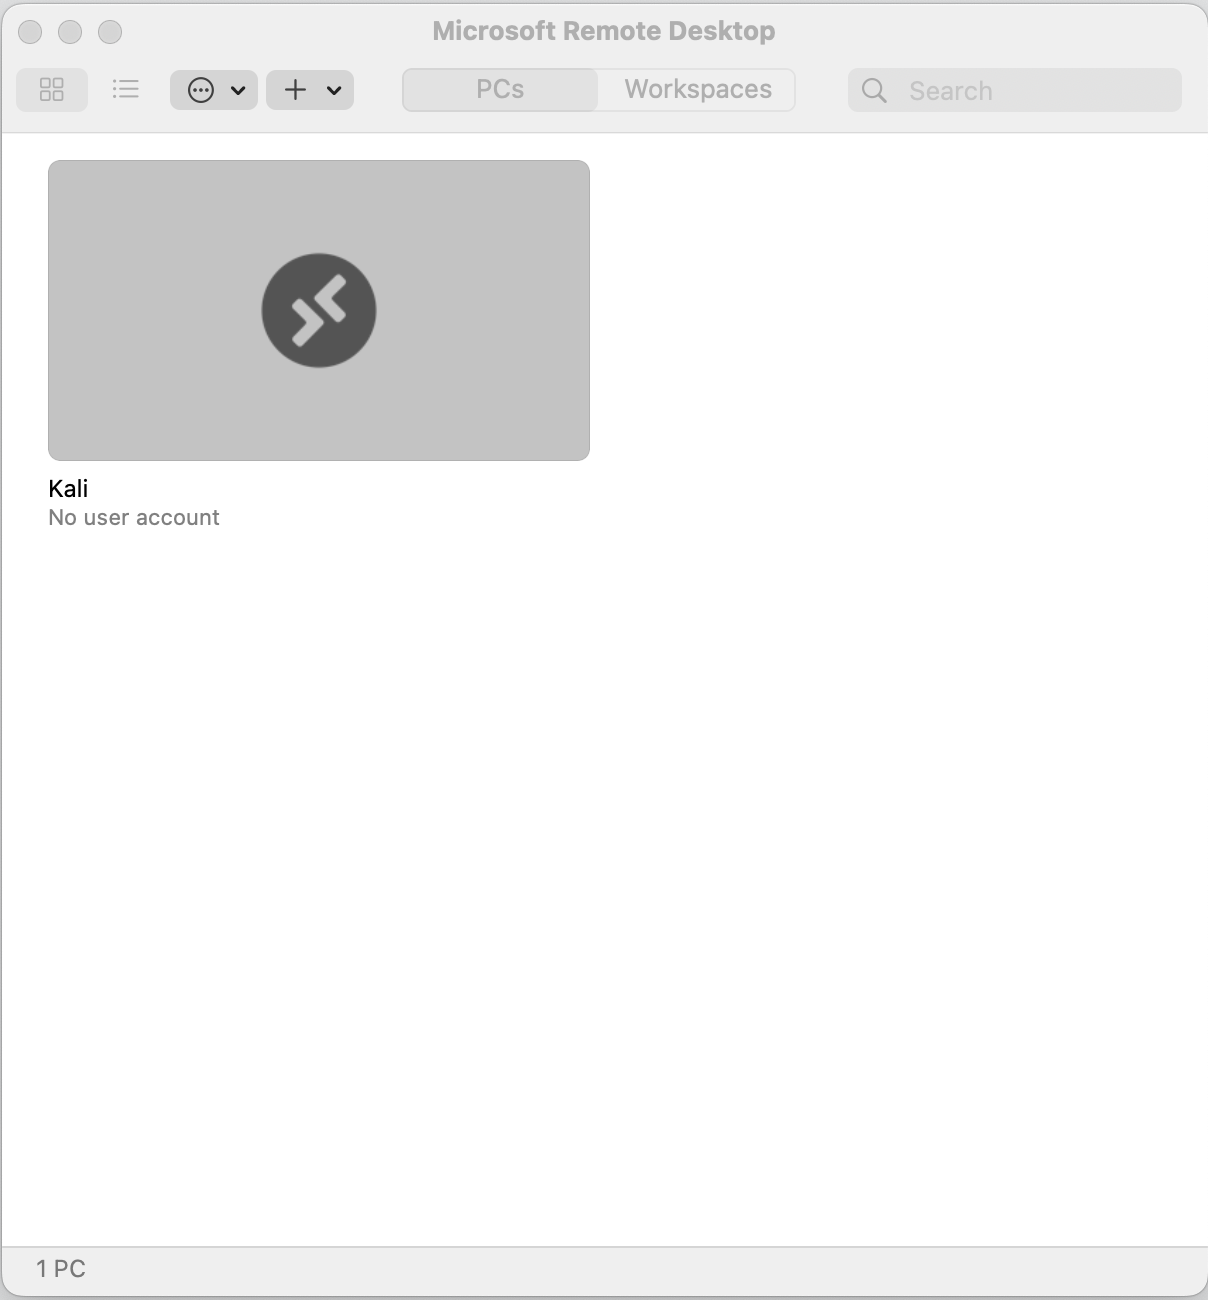 Microsoft Remote Desktop
PCs
Workspaces
Search
Kali
No user account
1 PC